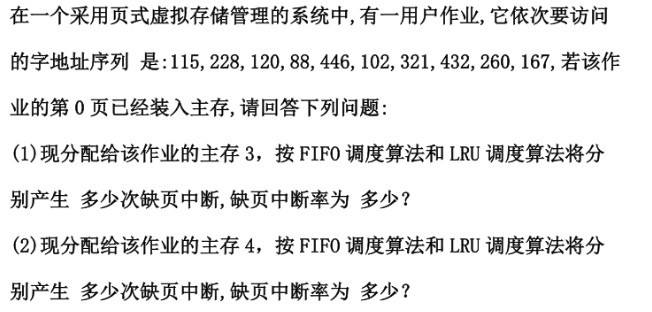 在一个采用页式虚拟存储管理的系统中,有一用户作业,它依次要访问
的字地址序列 是:115,228,120,88,446,102,321,432,260,167,若该作
业的第 0 页已经装入主存,请回答下列问题:
(1)现分配给该作业的主存 3，按 FIFO 调度算法和 LRU 调度算法将分
别产生 多少次缺页中断,缺页中断率为 多少？
(2)现分配给该作业的主存 4，按 FIFO 调度算法和 LRU 调度算法将分
别产生 多少次缺页中断,缺页中断率为 多少？